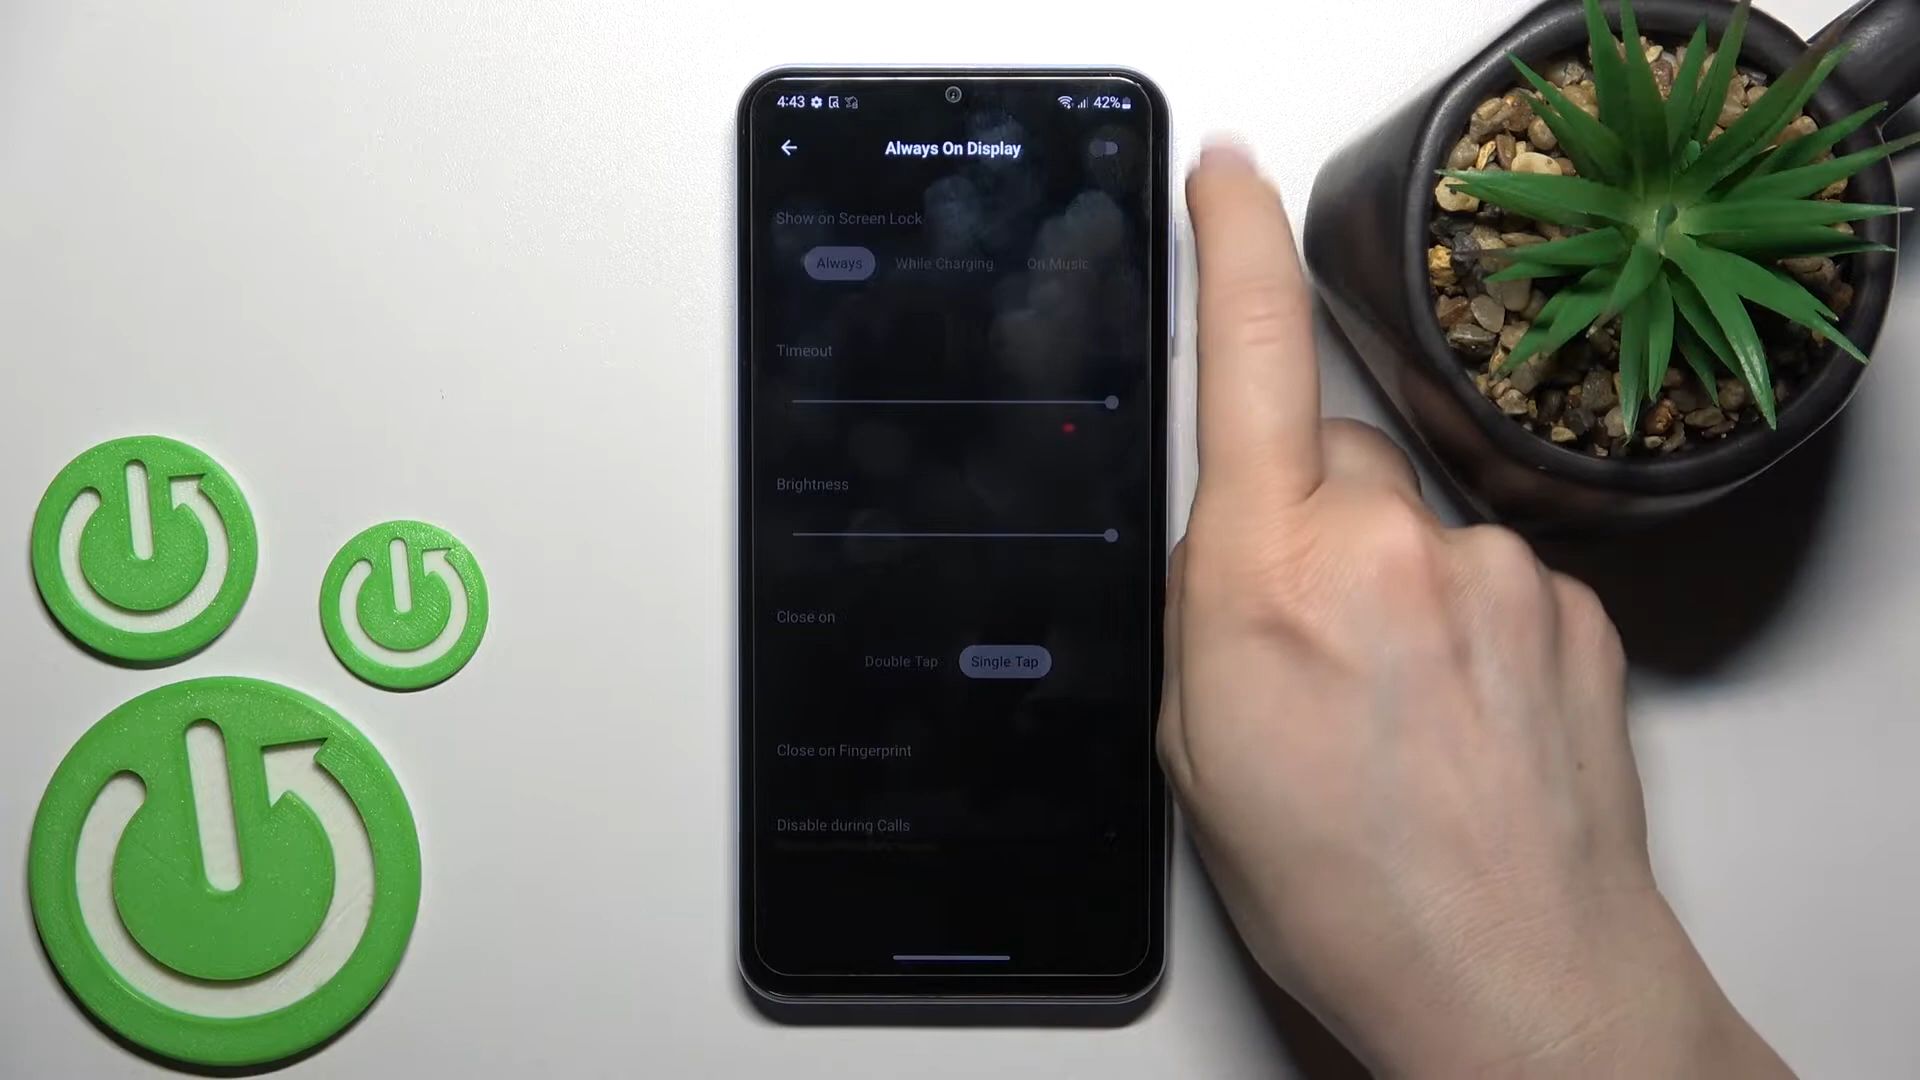 4:43 42%
Always On Display
Show on Screen Lock
Always While Charging On Music
Timeout
Brightness
Close on
Double Tap Single Tap
Close on Fingerprint
Disable during Calls